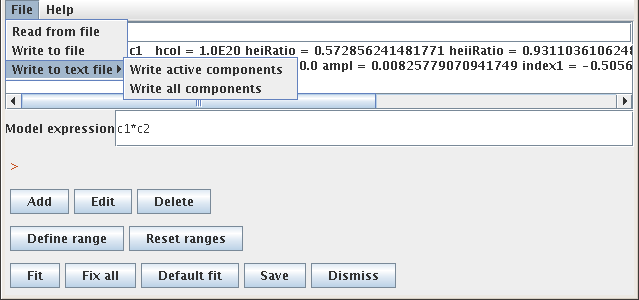 File Help
Read from file
Write to file c1 hcol = 1.0E20 heiRatio = 0.572856241481771 heiiRatio = 0.9311036106248
Write to text file 0.0 ampl = 0.00825779070941749 index1 = -0.5056
Write active components
Write all components
Model expression c1*c2
>
Add Edit Delete
Define range Reset ranges
Fit Fix all Default fit Save Dismiss